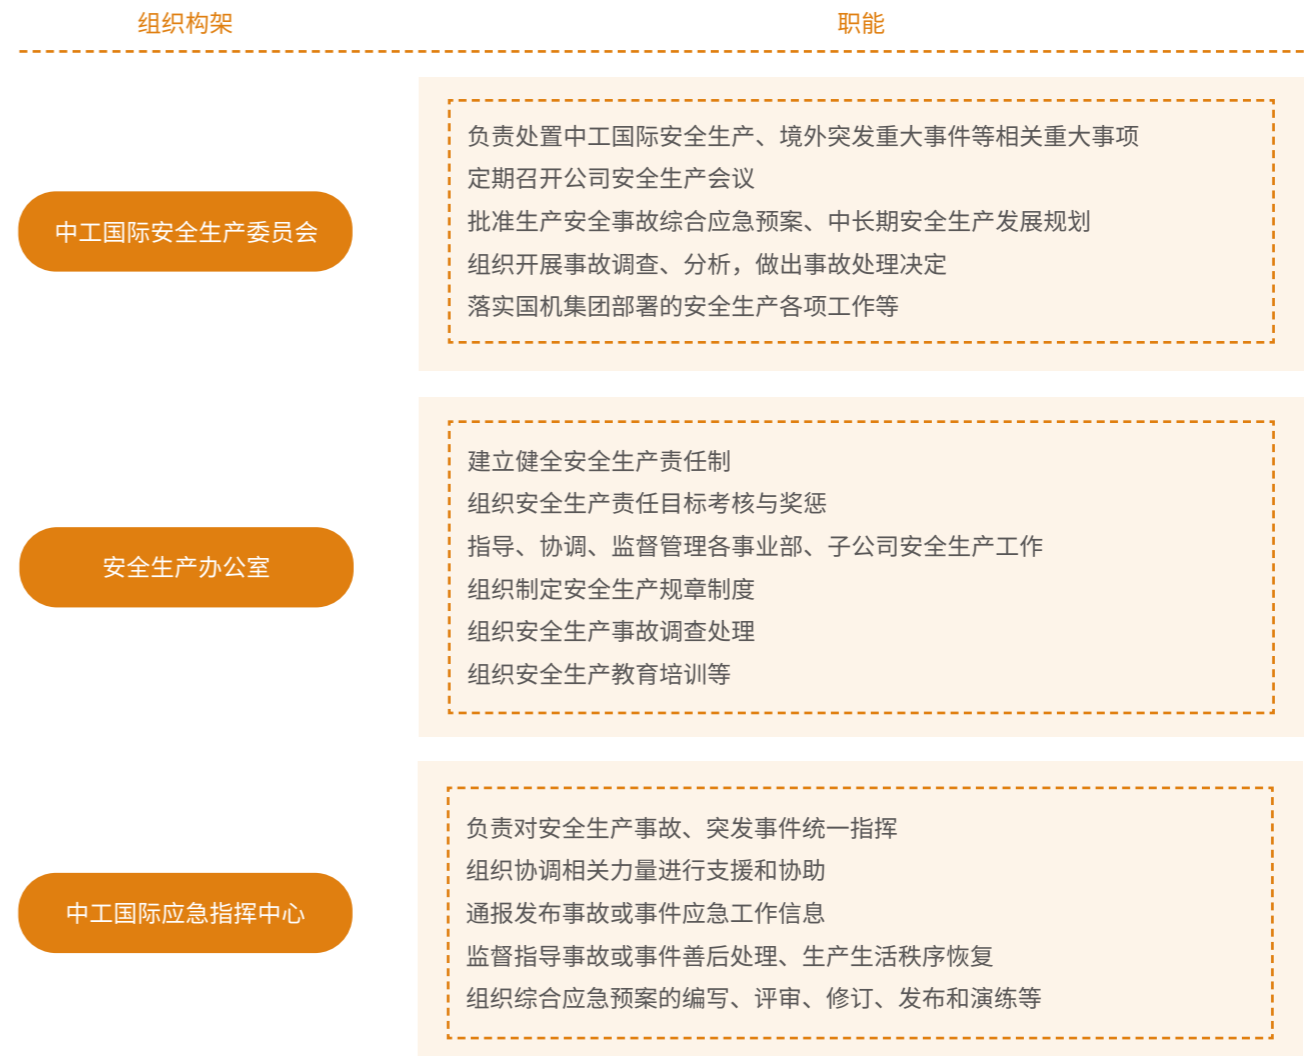 组织构架
职能
中工国际安全生产委员会
负责处置中工国际安全生产、境外突发重大事件等相关重大事项
定期召开公司安全生产会议
批准生产安全事故综合应急预案、中长期安全生产发展规划
组织开展事故调查、分析，做出事故处理决定
落实国机集团部署的安全生产各项工作等
安全生产办公室
建立健全安全生产责任制
组织安全生产责任目标考核与奖惩
指导、协调、监督管理各事业部、子公司安全生产工作
组织制定安全生产规章制度
组织安全生产事故调查处理
组织安全生产教育培训等
中工国际应急指挥中心
负责对安全生产事故、突发事件统一指挥
组织协调相关力量进行支援和协助
通报发布事故或事件应急工作信息
监督指导事故或事件善后处理、生产生活秩序恢复
组织综合应急预案的编写、评审、修订、发布和演练等